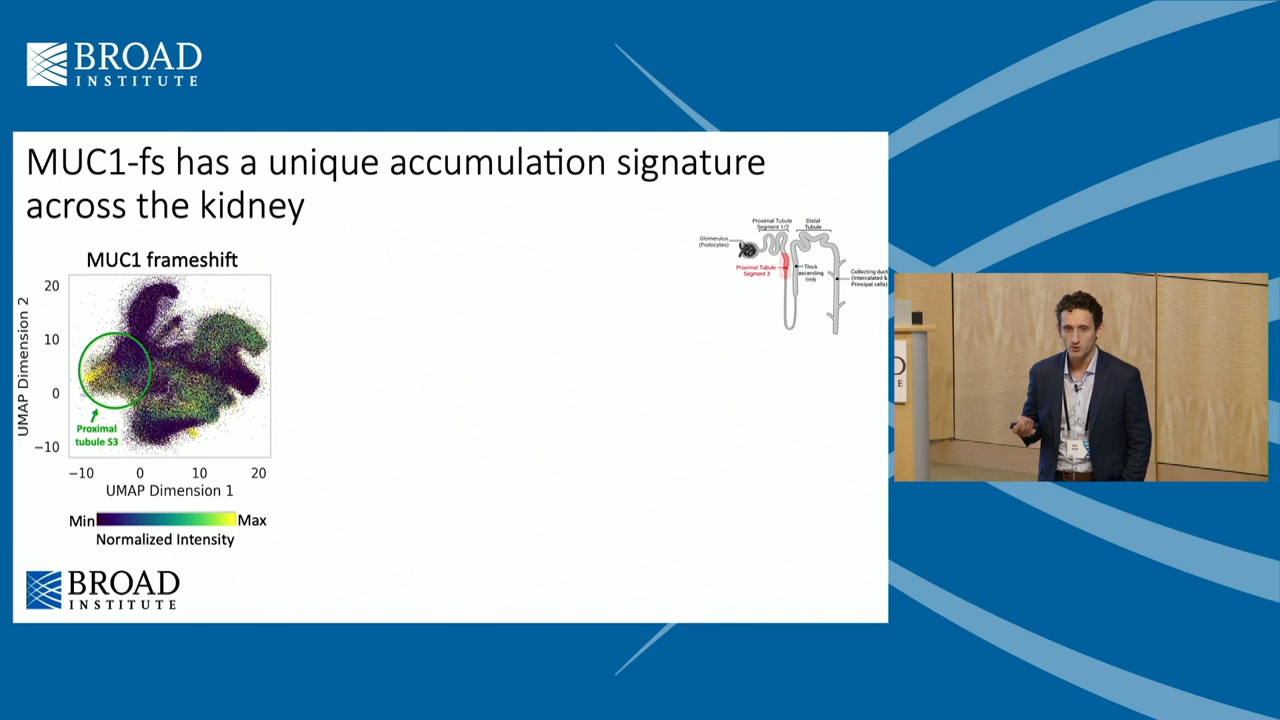 BROAD
INSTITUTE
MUC1-fs has a unique accumulation signature
across the kidney
MUC1 frameshift
UMAP Dimension 2
20
10
0
−10
Proximal
tubule S3
−10 0 10 20
UMAP Dimension 1
Min Max
Normalized Intensity
Proximal Tubule
Segment 1/2
Distal
Tubule
Glomerulus
(Podocytes)
Proximal Tubule
Segment 3
Thick
ascending
limb
Collecting duct
(Intercalated &
Principal cells)
BROAD
INSTITUTE
D
E